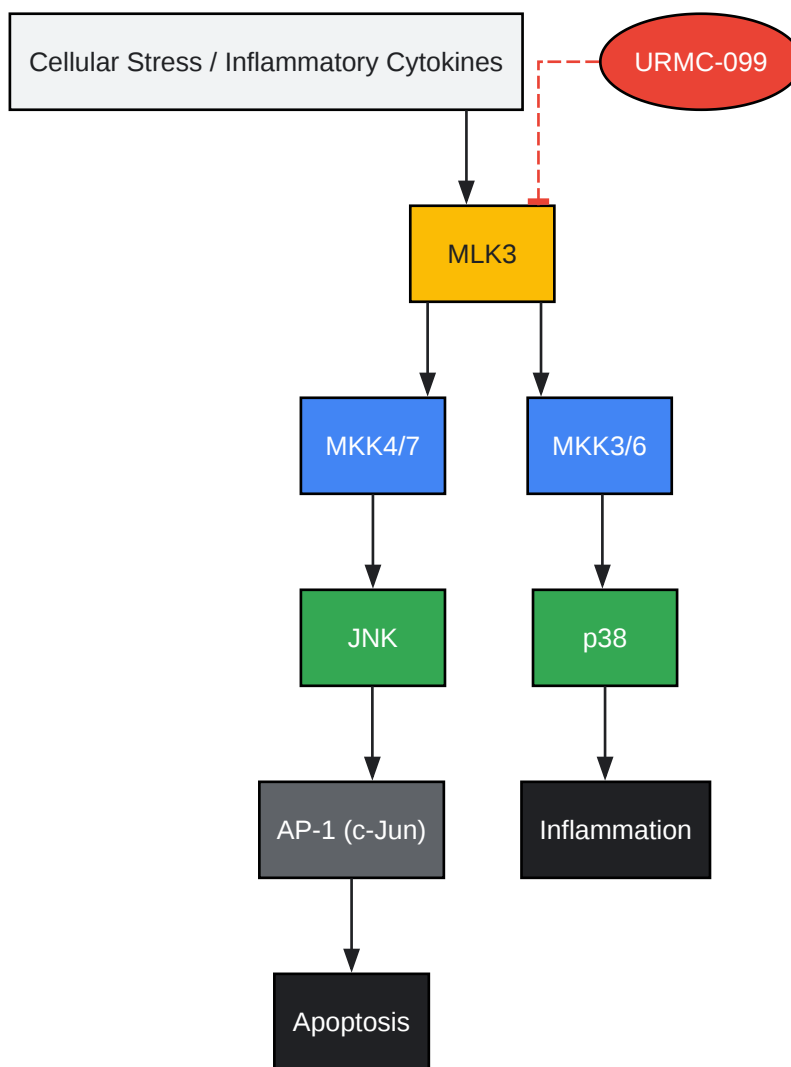 Cellular Stress / Inflammatory Cytokines
URMC-099
MLK3
MKK4/7
MKK3/6
JNK
p38
AP-1 (c-Jun)
Inflammation
Apoptosis